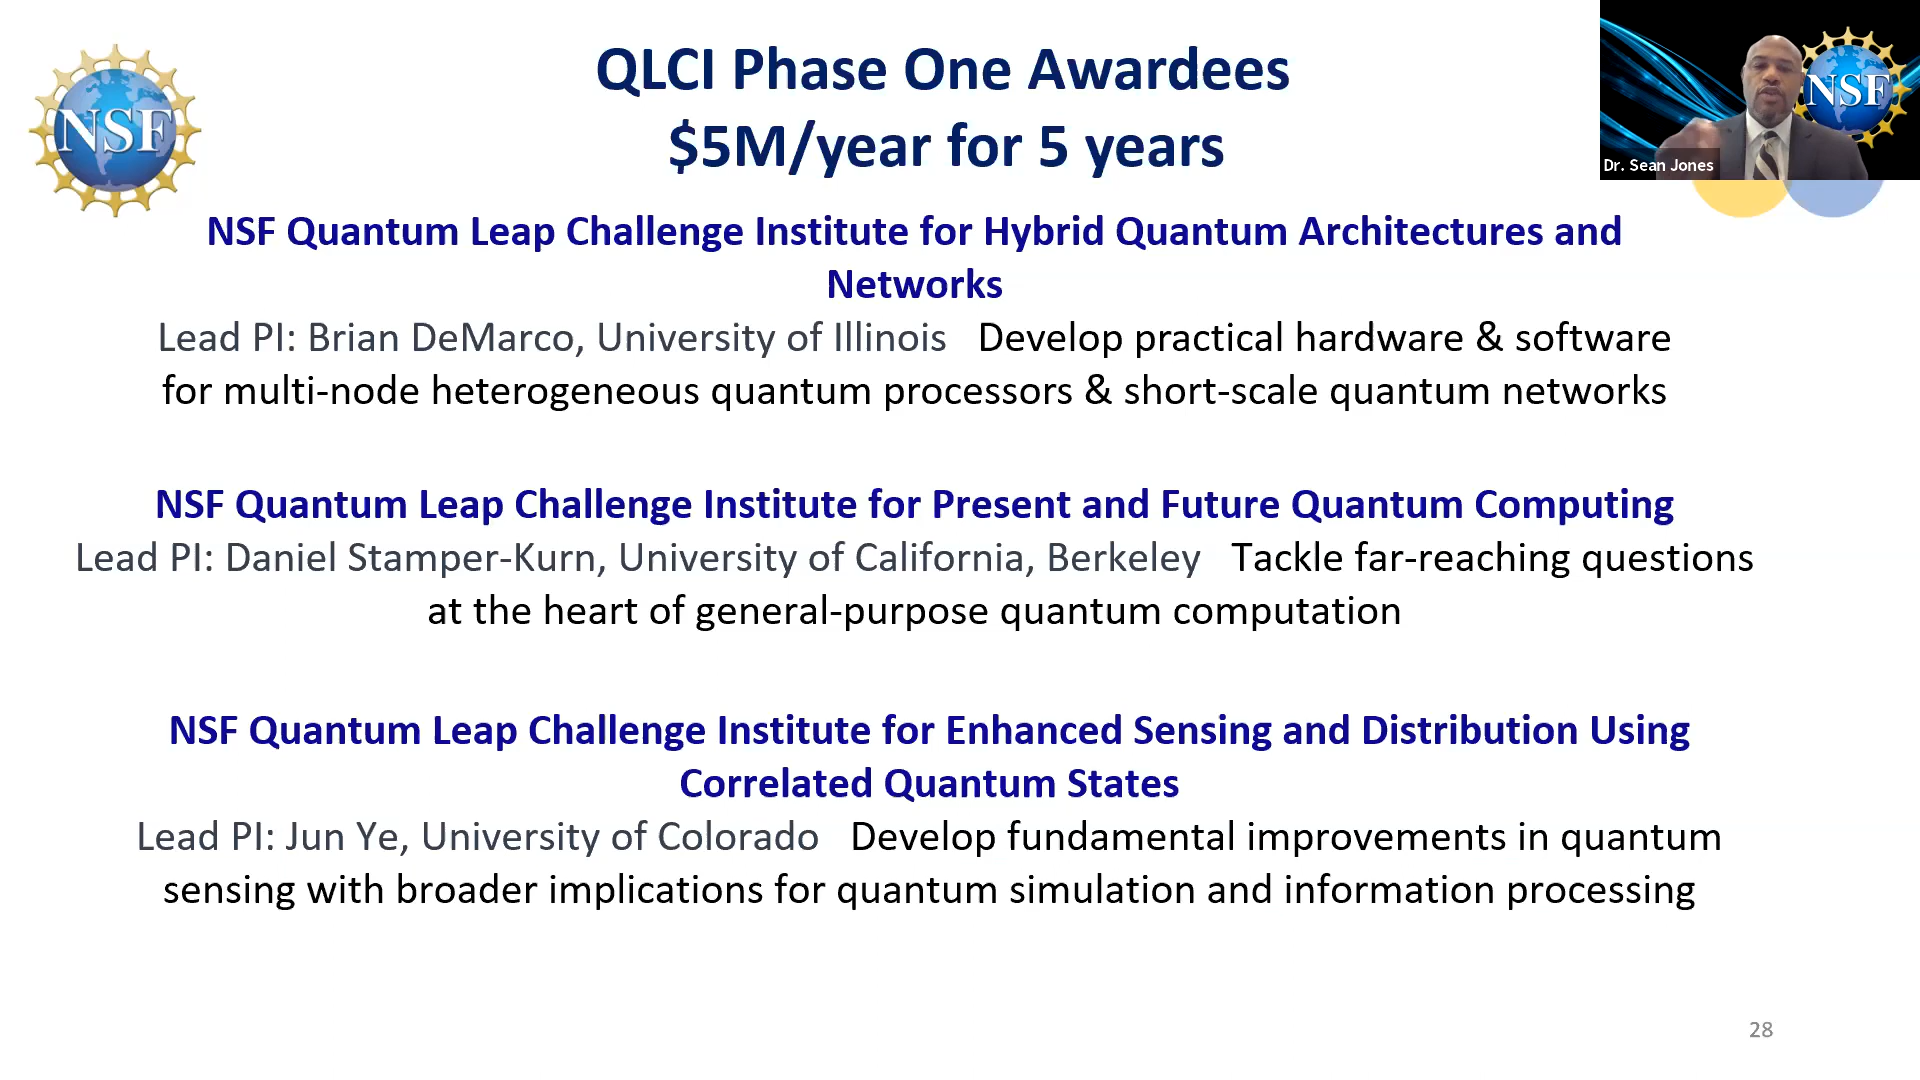 QLCI Phase One Awardees
$5M/year for 5 years
NSF
NSF
Dr. Sean Jones
NSF Quantum Leap Challenge Institute for Hybrid Quantum Architectures and
Networks
Lead PI: Brian DeMarco, University of Illinois Develop practical hardware & software
for multi-node heterogeneous quantum processors & short-scale quantum networks
NSF Quantum Leap Challenge Institute for Present and Future Quantum Computing
Lead PI: Daniel Stamper-Kurn, University of California, Berkeley Tackle far-reaching questions
at the heart of general-purpose quantum computation
NSF Quantum Leap Challenge Institute for Enhanced Sensing and Distribution Using
Correlated Quantum States
Lead PI: Jun Ye, University of Colorado Develop fundamental improvements in quantum
sensing with broader implications for quantum simulation and information processing
28